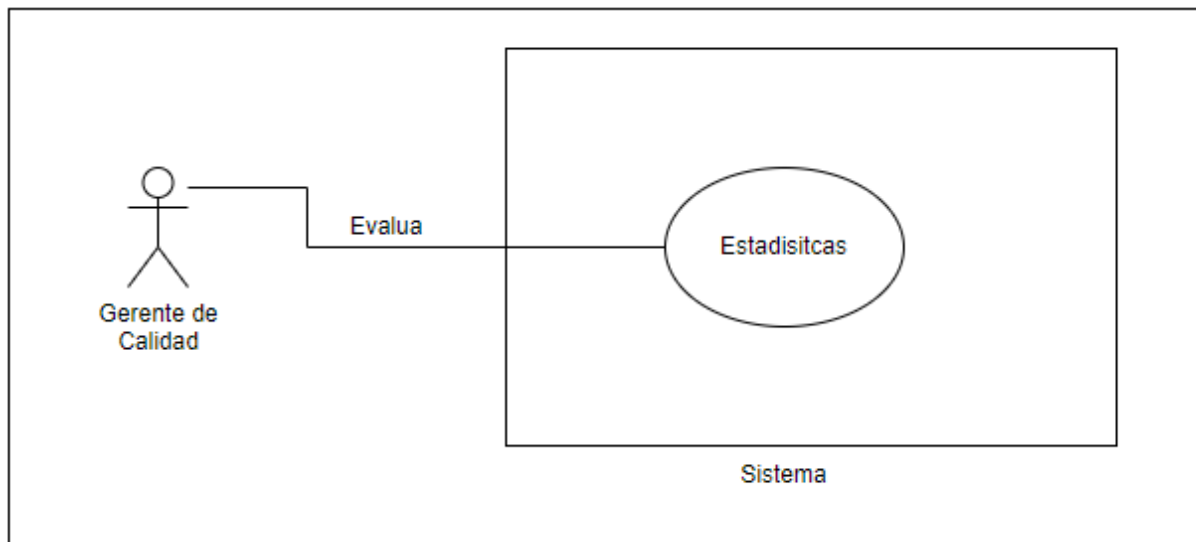 Evalua
Estadisitcas
Gerente de
Calidad
Sistema